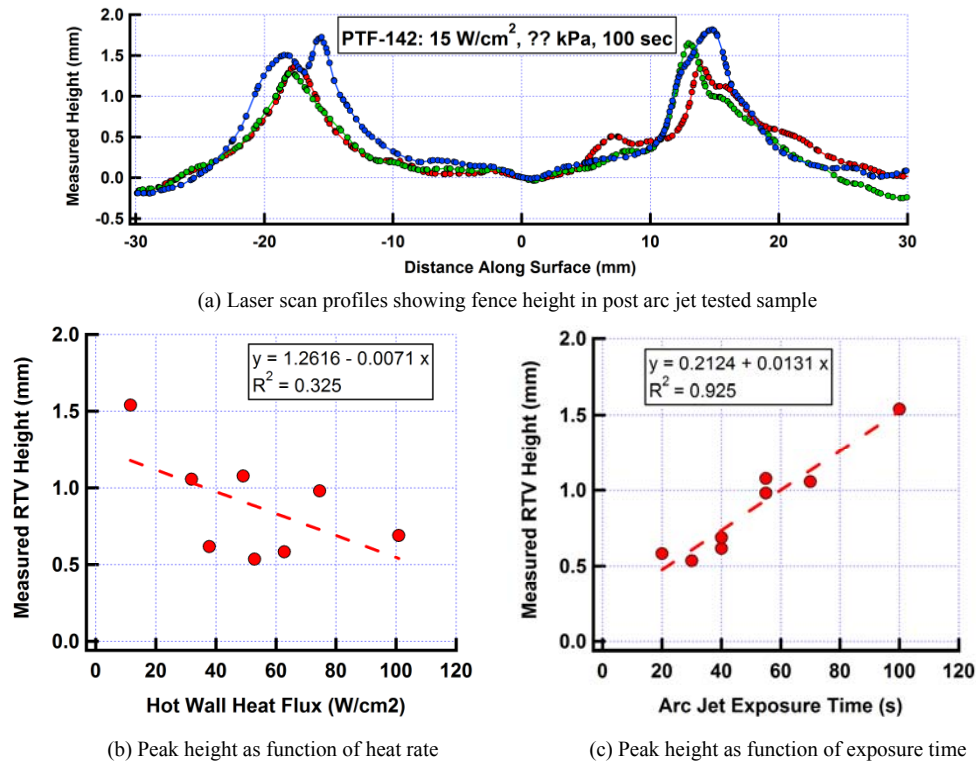 PTF-142: 15 W/cm², ?? kPa, 100 sec
Measured Height (mm)
2.0
1.5
1.0
0.5
0.0
-0.5
-30 -20 -10 0 10 20 30
Distance Along Surface (mm)
(a) Laser scan profiles showing fence height in post arc jet tested sample
Measured RTV Height (mm)
2.0
1.5
1.0
0.5
0.0
y = 1.2616 - 0.0071 x
R² = 0.325
0 20 40 60 80 100 120
Hot Wall Heat Flux (W/cm2)
(b) Peak height as function of heat rate
Measured RTV Height (mm)
2.0
1.5
1.0
0.5
0.0
y = 0.2124 + 0.0131 x
R² = 0.925
0 20 40 60 80 100 120
Arc Jet Exposure Time (s)
(c) Peak height as function of exposure time